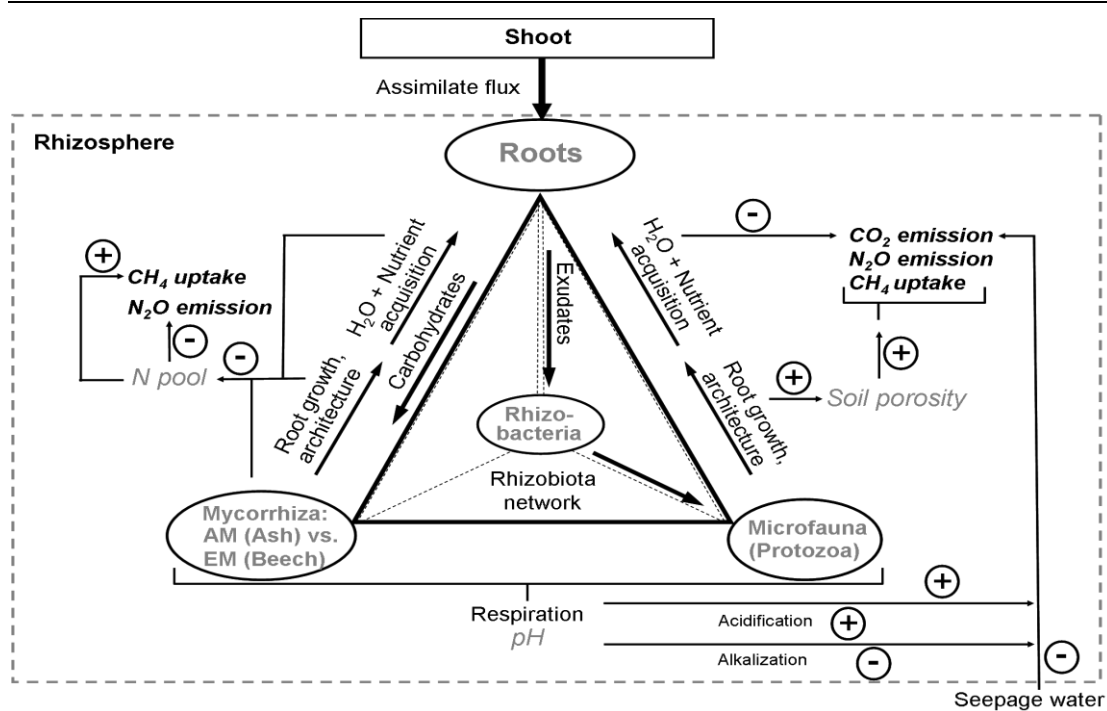 Shoot
Assimilate flux
Rhizosphere
Roots
H₂O + Nutrient
acquisition
Carbohydrates
Root growth,
architecture
Exudates
H₂O + Nutrient
acquisition
Root growth,
architecture
+
CH₄ uptake
N₂O emission
-
-
N pool
-
CO₂ emission
N₂O emission
CH₄ uptake
+
+
Soil porosity
Rhizo-
bacteria
Rhizobiota
network
Mycorrhiza:
AM (Ash) vs.
EM (Beech)
Microfauna
(Protozoa)
Respiration
pH
+
Acidification
+
Alkalization
-
-
Seepage water